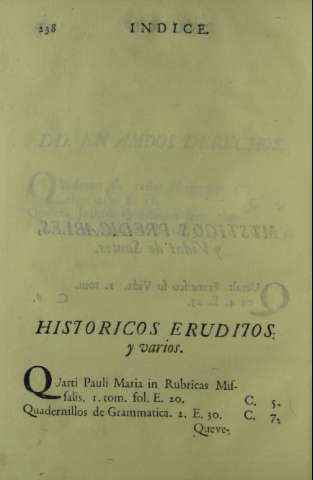 238 INDICE.
HISTORICOS ERUDITOS,
y varios.
QUarti Pauli Maria in Rubricas Mis-
salis. 1. tom. fol. E. 20. C. 5.
Quadernillos de Grammatica. 2. E. 30. C. 7.
Queve-